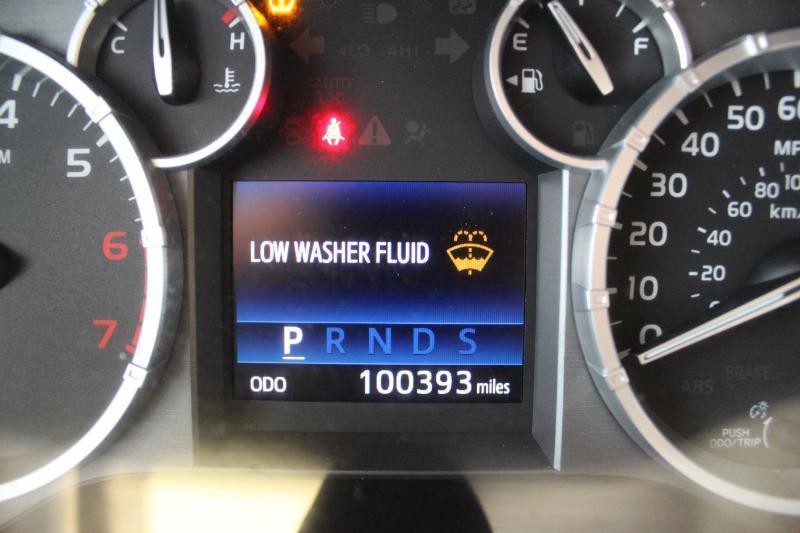 C H
E F
4LO 4HI
AUTO
4
5
6
7
LOW WASHER FLUID
P R N D S
ODO 100393 miles
60
50
40
30
20
10
0
80
60
40
20
km/
ABS
BRAKE
PUSH
ODO/TRIP